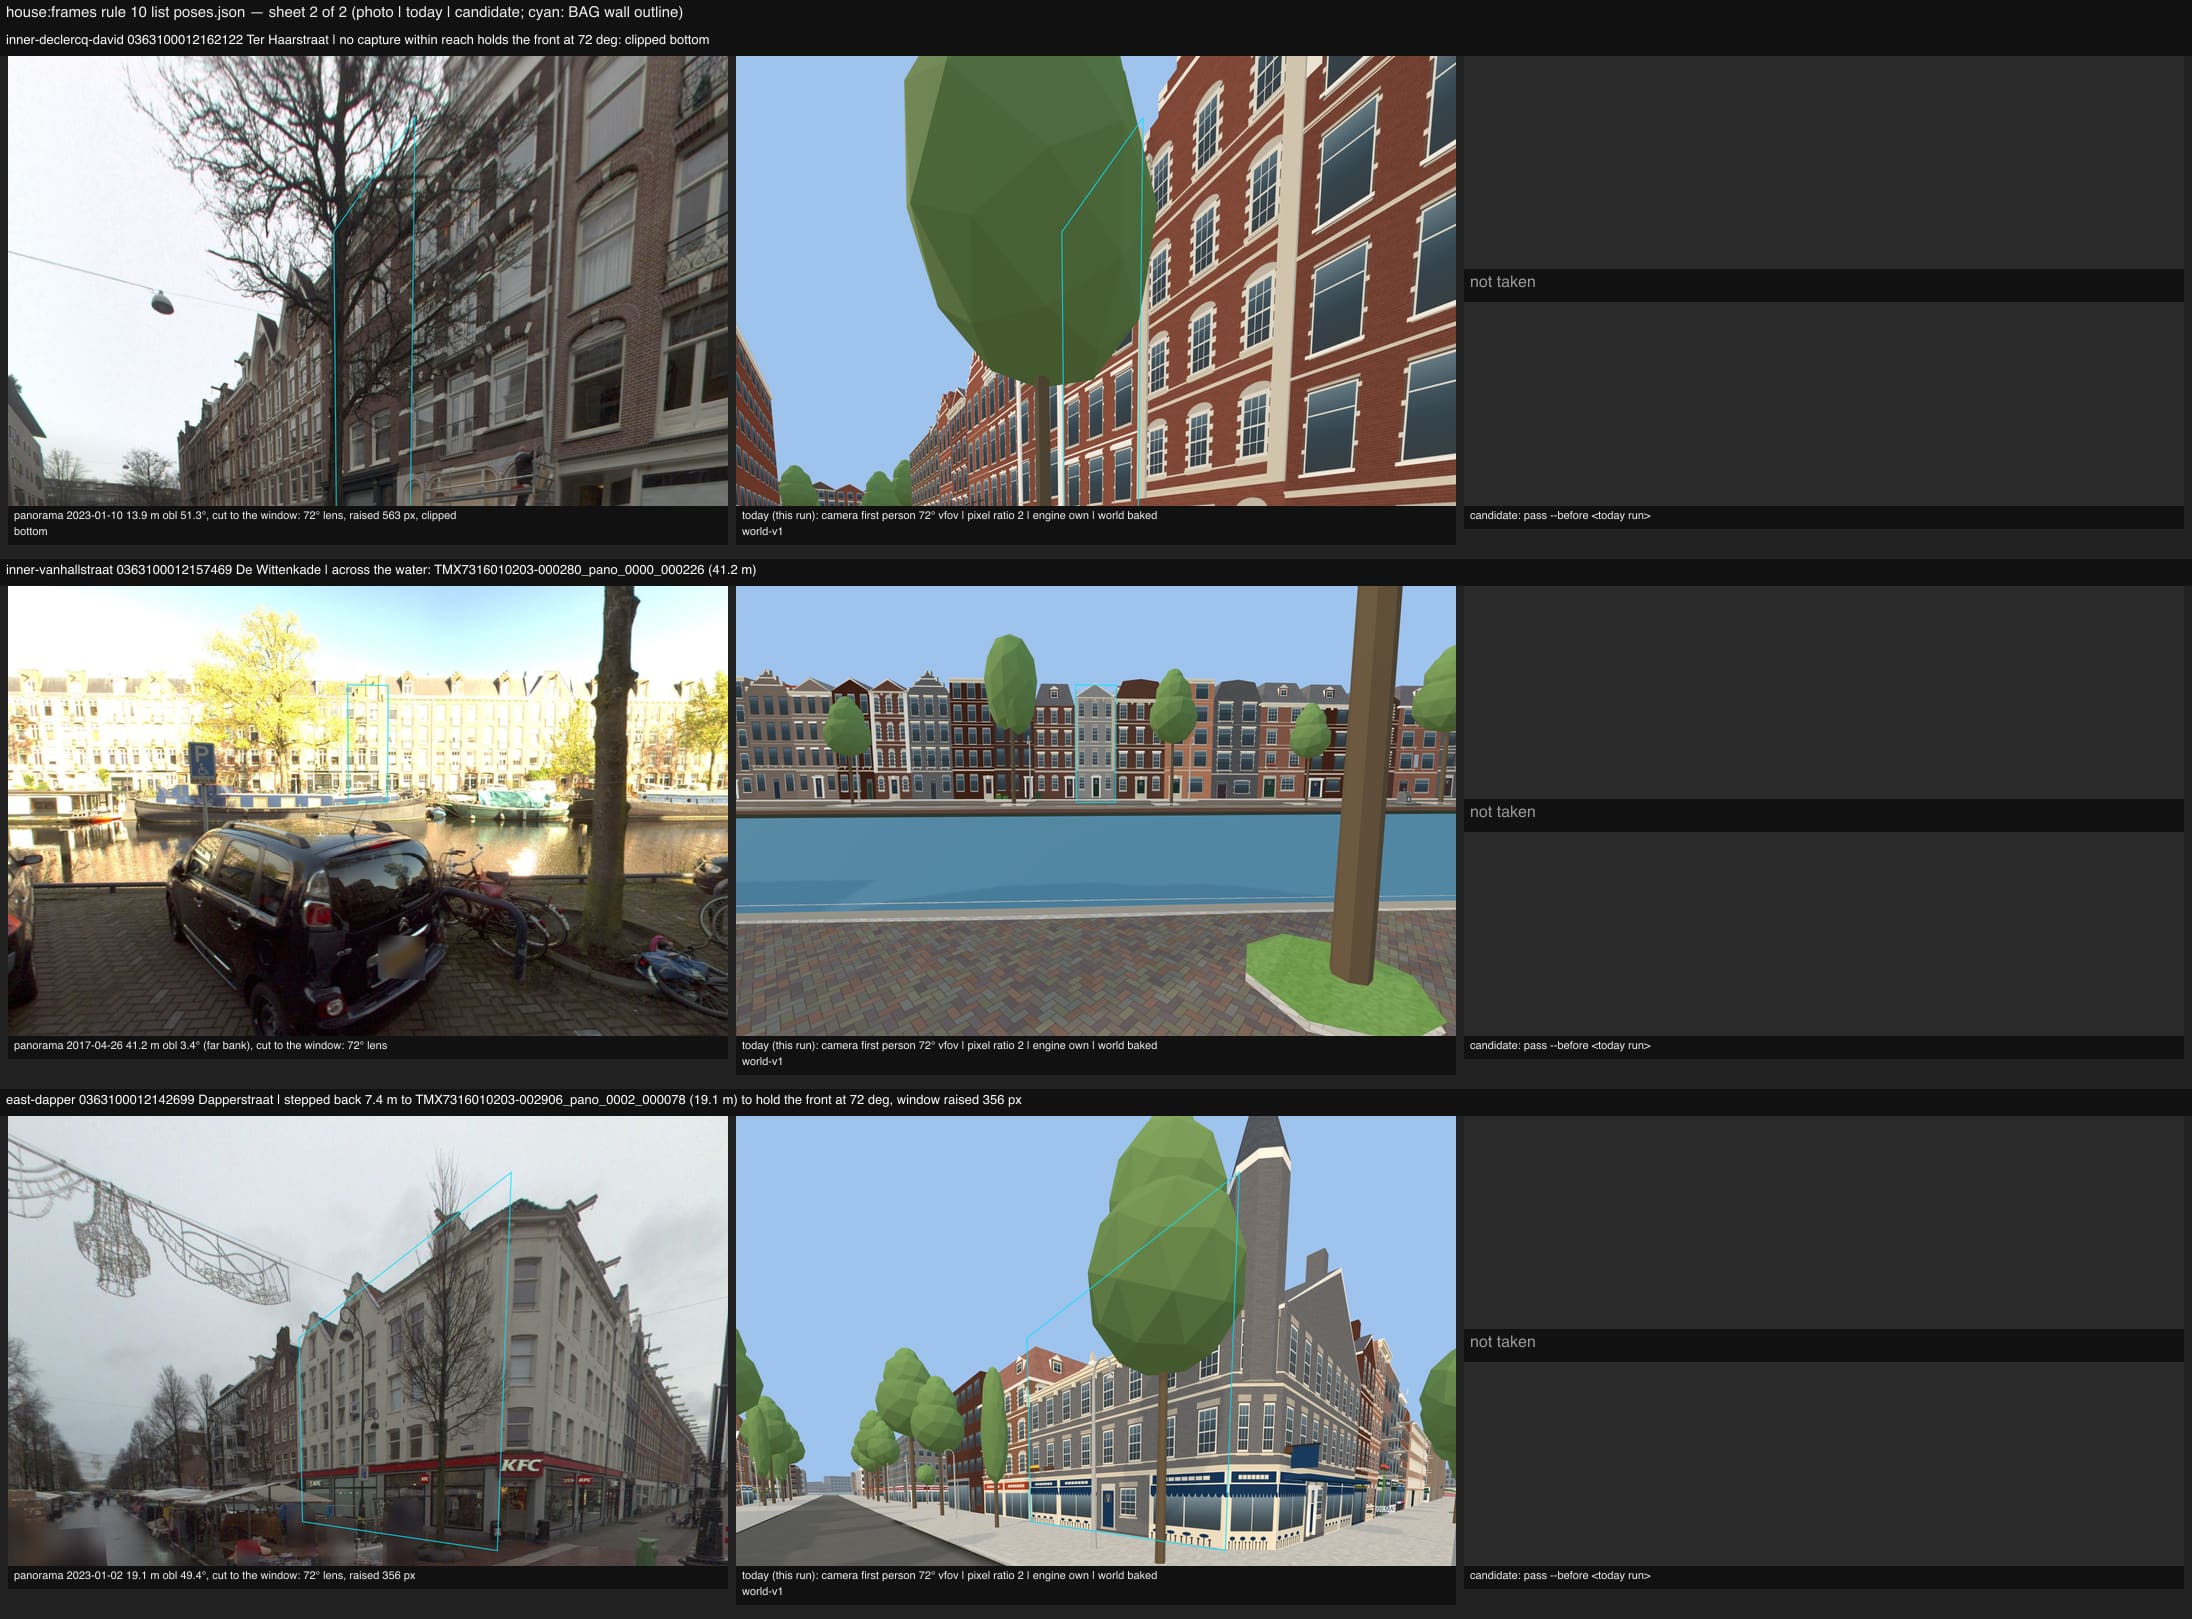 house:frames rule 10 list poses.json — sheet 2 of 2 (photo | today | candidate; cyan: BAG wall outline)
inner-declercq-david 0363100012162122 Ter Haarstraat | no capture within reach holds the front at 72 deg: clipped bottom
not taken
panorama 2023-01-10 13.9 m obl 51.3°, cut to the window: 72° lens, raised 563 px, clipped
bottom
today (this run): camera first person 72° vfov | pixel ratio 2 | engine own | world baked
world-v1
candidate: pass --before <today run>
inner-vanhallstraat 0363100012157469 De Wittenkade | across the water: TMX7316010203-000280_pano_0000_000226 (41.2 m)
P
not taken
panorama 2017-04-26 41.2 m obl 3.4° (far bank), cut to the window: 72° lens
today (this run): camera first person 72° vfov | pixel ratio 2 | engine own | world baked
world-v1
candidate: pass --before <today run>
east-dapper 0363100012142699 Dapperstraat | stepped back 7.4 m to TMX7316010203-002906_pano_0002_000078 (19.1 m) to hold the front at 72 deg, window raised 356 px
not taken
KFC
KFC
KFC
KFC
panorama 2023-01-02 19.1 m obl 49.4°, cut to the window: 72° lens, raised 356 px
today (this run): camera first person 72° vfov | pixel ratio 2 | engine own | world baked
world-v1
candidate: pass --before <today run>